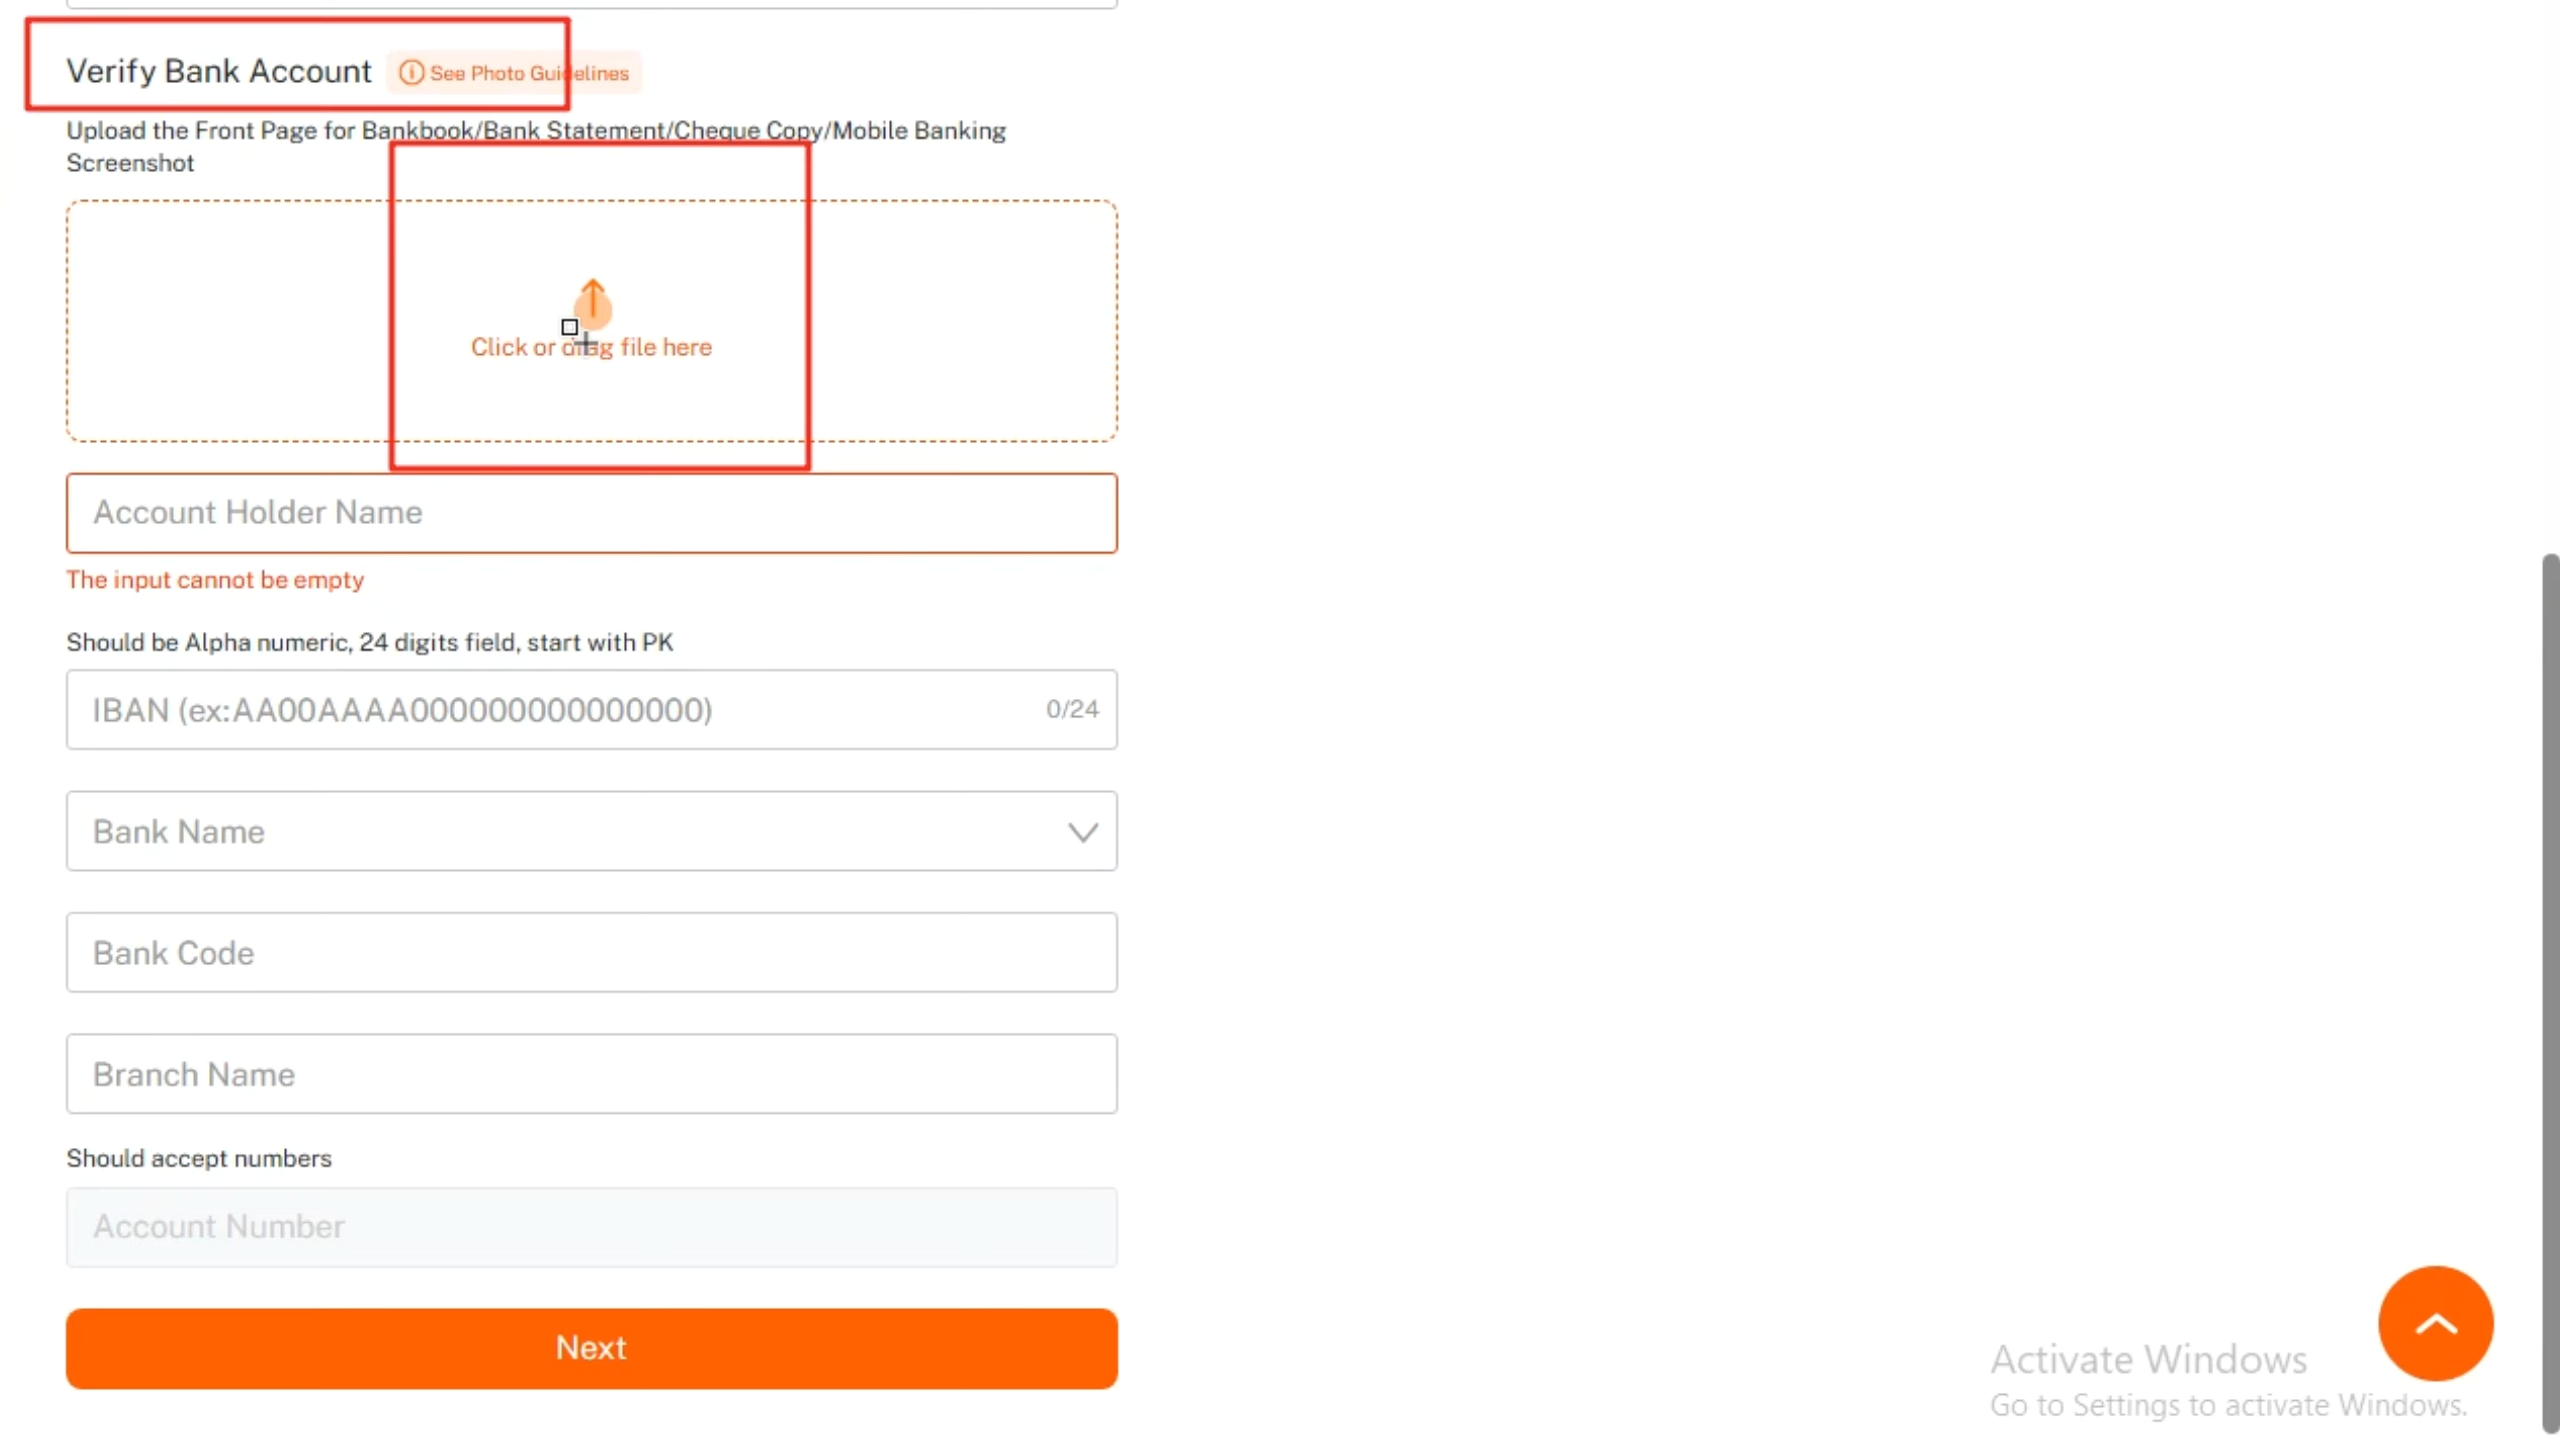 Verify Bank Account
See Photo Guidelines
Upload the Front Page for Bankbook/Bank Statement/Cheque Copy/Mobile Banking
Screenshot
Click or drag file here
Account Holder Name
The input cannot be empty
Should be Alpha numeric, 24 digits field, start with PK
IBAN (ex:AA00AAAA000000000000000) 0/24
Bank Name
Bank Code
Branch Name
Should accept numbers
Account Number
Next
Activate Windows
Go to Settings to activate Windows.